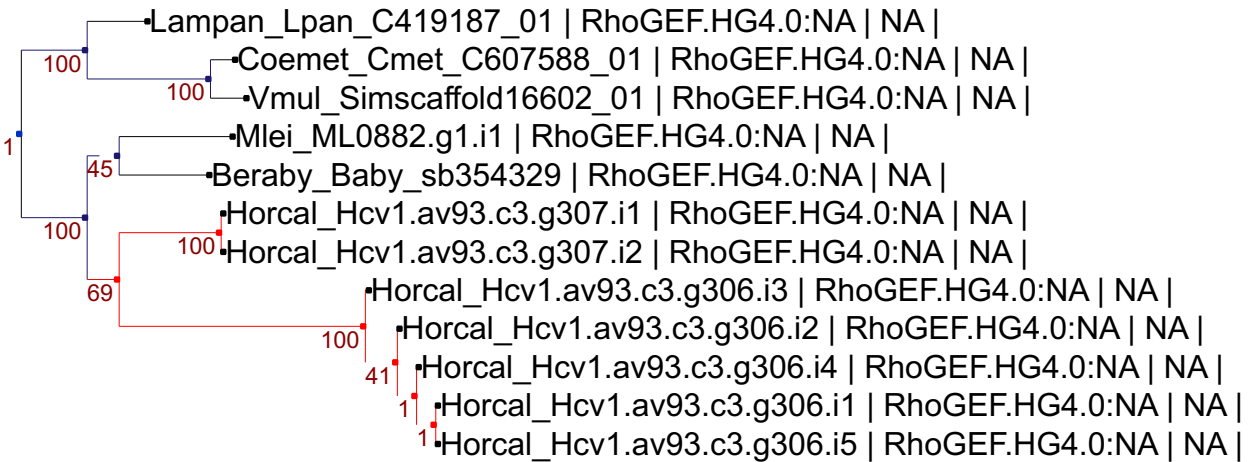 Lampan_Lpan_C419187_01 | RhoGEF.HG4.0:NA | NA |
100
Coemet_Cmet_C607588_01 | RhoGEF.HG4.0:NA | NA |
100
Vmul_Simscaffold16602_01 | RhoGEF.HG4.0:NA | NA |
Mlei_ML0882.g1.i1 | RhoGEF.HG4.0:NA | NA |
1
45
Beraby_Baby_sb354329 | RhoGEF.HG4.0:NA | NA |
Horcal_Hcv1.av93.c3.g307.i1 | RhoGEF.HG4.0:NA | NA |
100
100
Horcal_Hcv1.av93.c3.g307.i2 | RhoGEF.HG4.0:NA | NA |
69
Horcal_Hcv1.av93.c3.g306.i3 | RhoGEF.HG4.0:NA | NA |
100
Horcal_Hcv1.av93.c3.g306.i2 | RhoGEF.HG4.0:NA | NA |
41
Horcal_Hcv1.av93.c3.g306.i4 | RhoGEF.HG4.0:NA | NA |
1
Horcal_Hcv1.av93.c3.g306.i1 | RhoGEF.HG4.0:NA | NA |
1
Horcal_Hcv1.av93.c3.g306.i5 | RhoGEF.HG4.0:NA | NA |